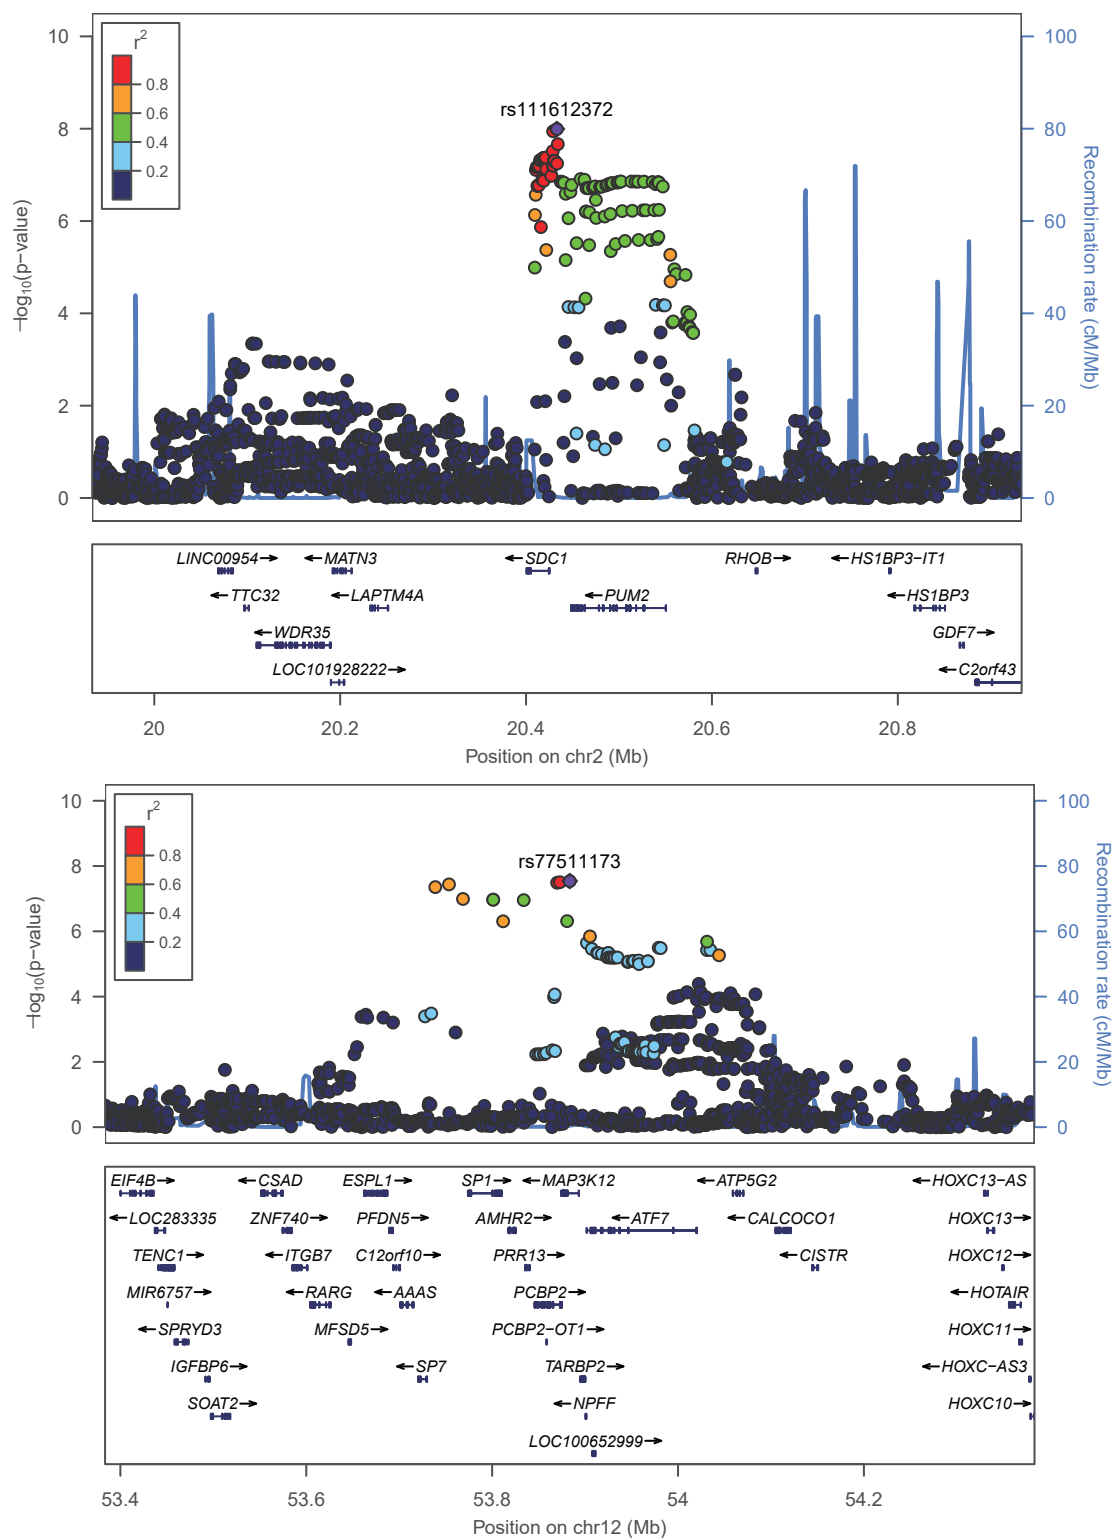 10
8
6
4
2
0
−log10(p−value)
r2
0.8
0.6
0.4
0.2
rs111612372
100
80
60
40
20
0
Recombination rate (cM/Mb)
LINC00954 MATN3 SDC1 RHOB HS1BP3−IT1
TTC32 LAPTM4A PUM2 HS1BP3
WDR35 GDF7
LOC101928222 C2orf43
20 20.2 20.4 20.6 20.8
Position on chr2 (Mb)
10
8
6
4
2
0
−log10(p−value)
r2
0.8
0.6
0.4
0.2
rs77511173
100
80
60
40
20
0
Recombination rate (cM/Mb)
EIF4B CSAD ESPL1 SP1 MAP3K12 ATP5G2 HOXC13−AS
LOC283335 ZNF740 PFDN5 AMHR2 ATF7 CALCOCO1 HOXC13
TENC1 ITGB7 C12orf10 PRR13 CISTR HOXC12
MIR6757 RARG AAAS PCBP2 HOTAIR
SPRYD3 MFSD5 PCBP2−OT1 HOXC11
IGFBP6 SP7 TARBP2 HOXC−AS3
SOAT2 NPFF HOXC10
LOC100652999
53.4 53.6 53.8 54 54.2
Position on chr12 (Mb)